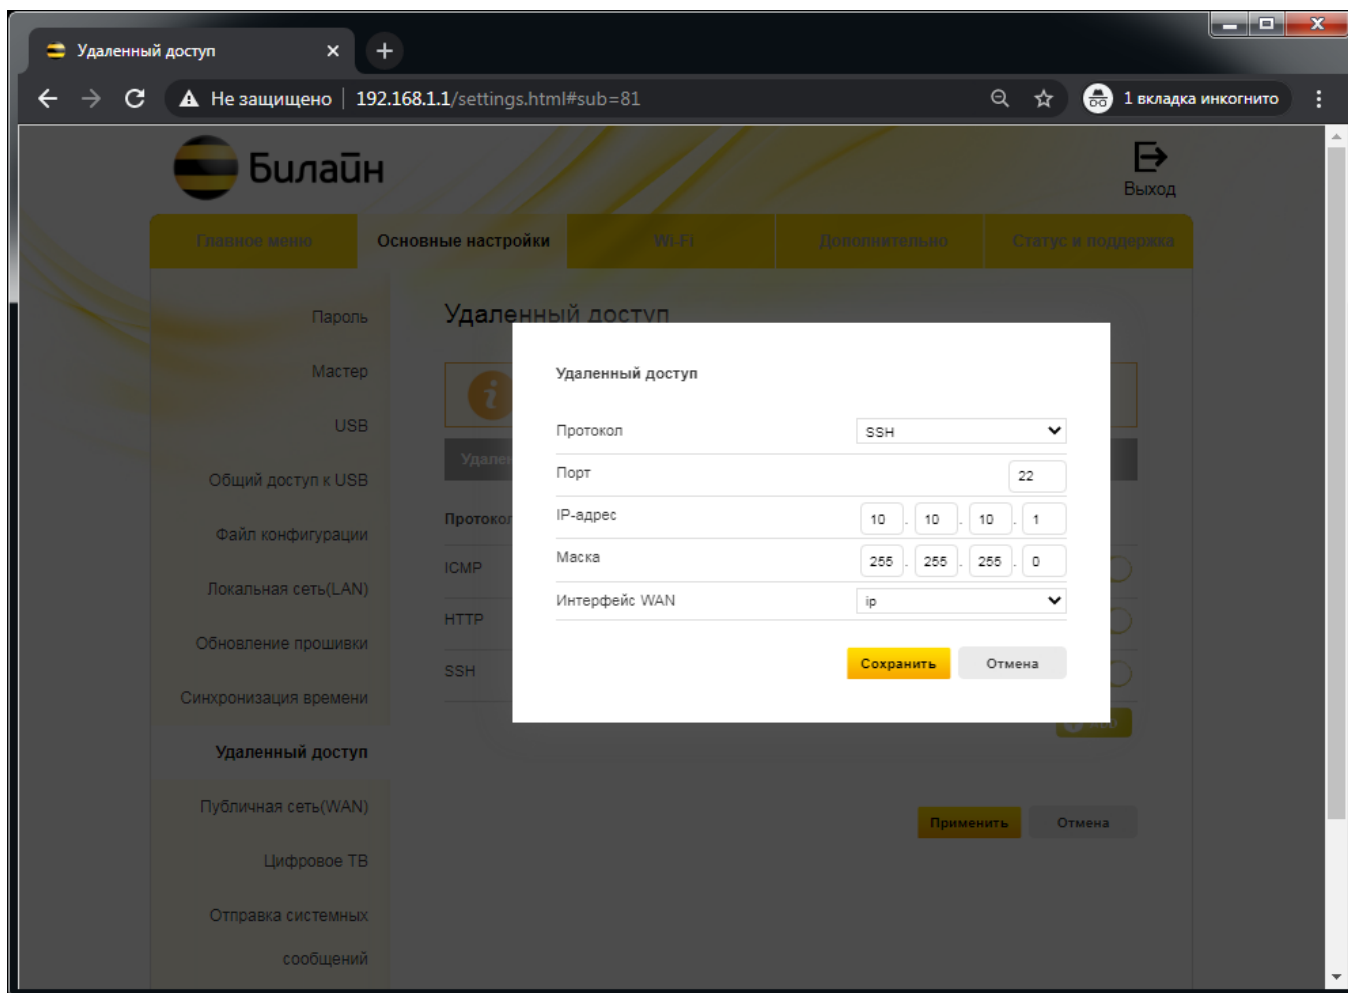 Удаленный доступ
Не защищено
192.168.1.1/settings.html#sub=81
1 вкладка инкогнито
Билайн
Выход
Главное меню
Основные настройки
Wi-Fi
Дополнительно
Статус и поддержка
Пароль
Мастер
USB
Общий доступ к USB
Файл конфигурации
Локальная сеть(LAN)
Обновление прошивки
Синхронизация времени
Удаленный доступ
Публичная сеть(WAN)
Цифровое ТВ
Отправка системных
сообщений
Удаленный доступ
Протокол
ICMP
HTTP
SSH
Удаленный доступ
Протокол SSH
Порт 22
IP-адрес 10 . 10 . 10 . 1
Маска 255 . 255 . 255 . 0
Интерфейс WAN ip
Сохранить Отмена
Применить Отмена